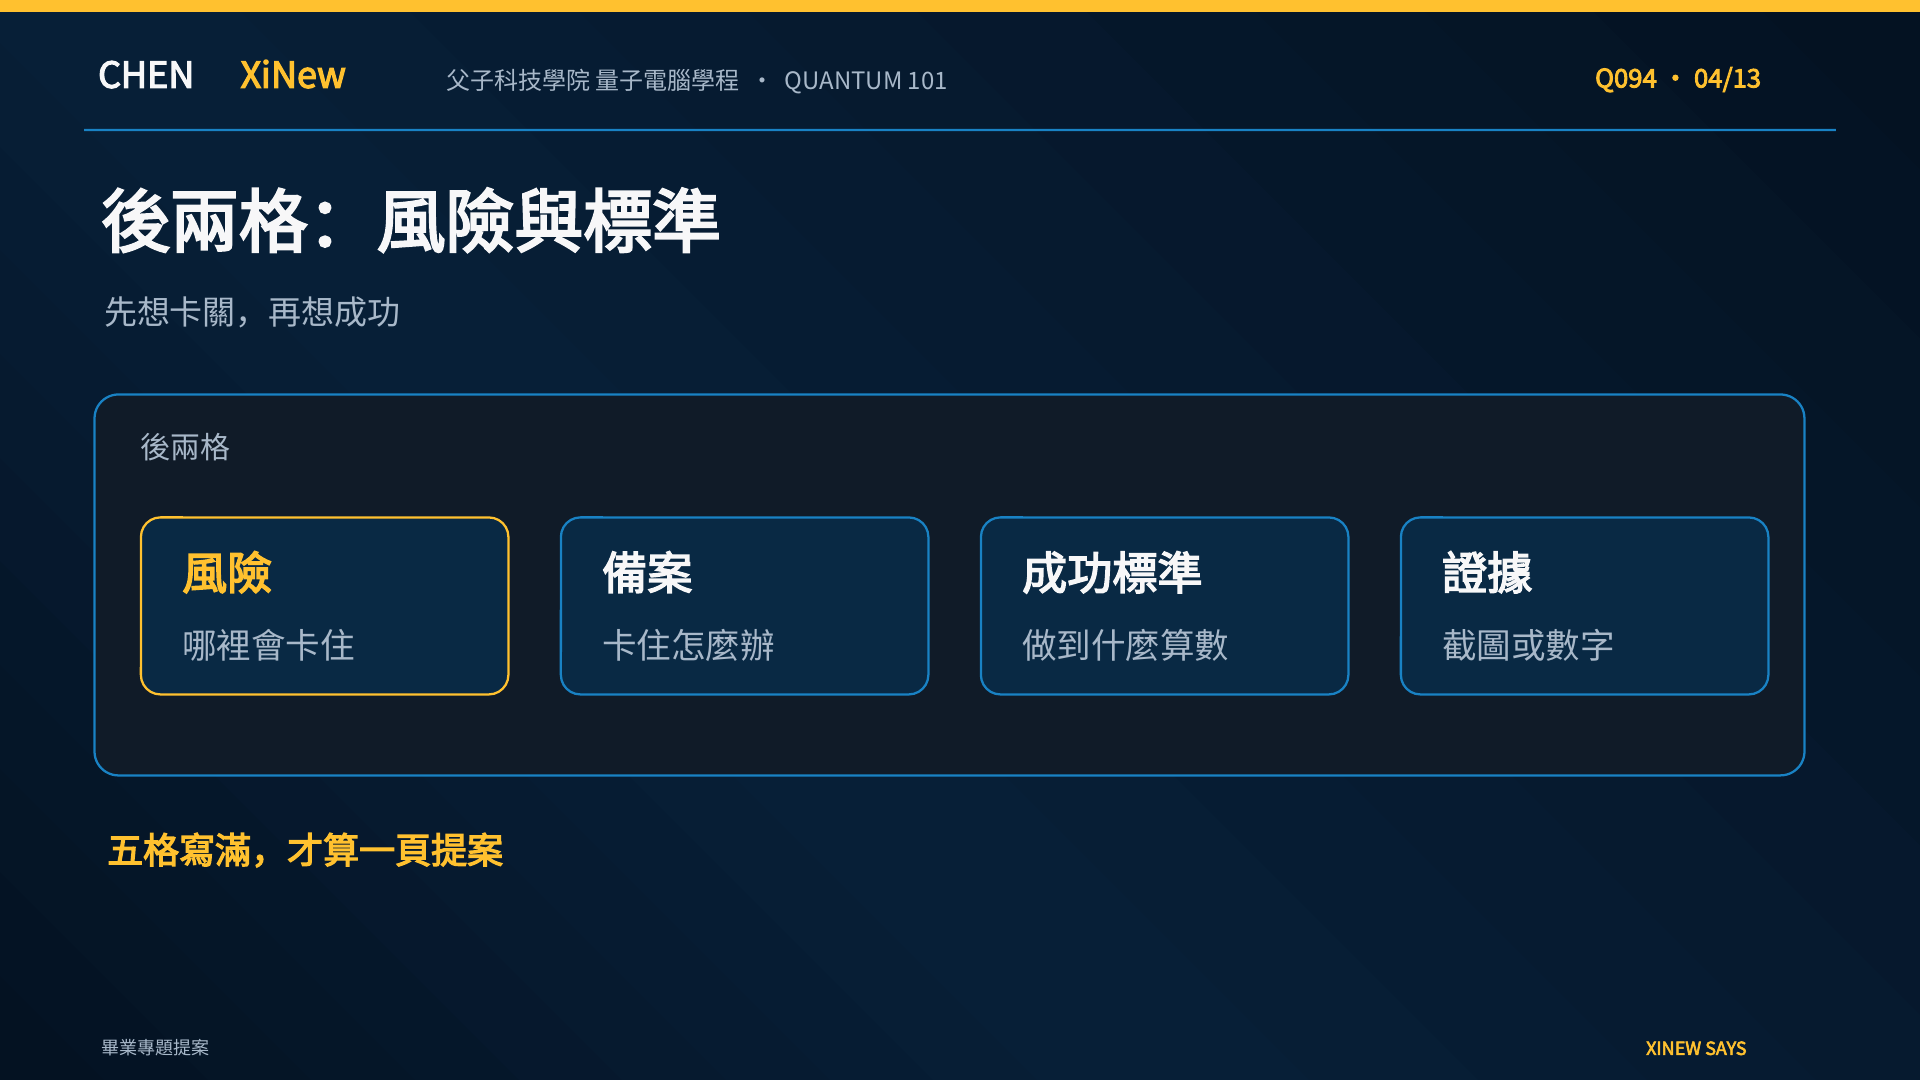 CHEN XiNew 父子科技學院 量子電腦學程 · QUANTUM 101 Q094 · 04/13
後兩格：風險與標準
先想卡關，再想成功
後兩格
風險 備案 成功標準 證據
哪裡會卡住 卡住怎麼辦 做到什麼算數 截圖或數字
五格寫滿，才算一頁提案
畢業專題提案 XINEW SAYS